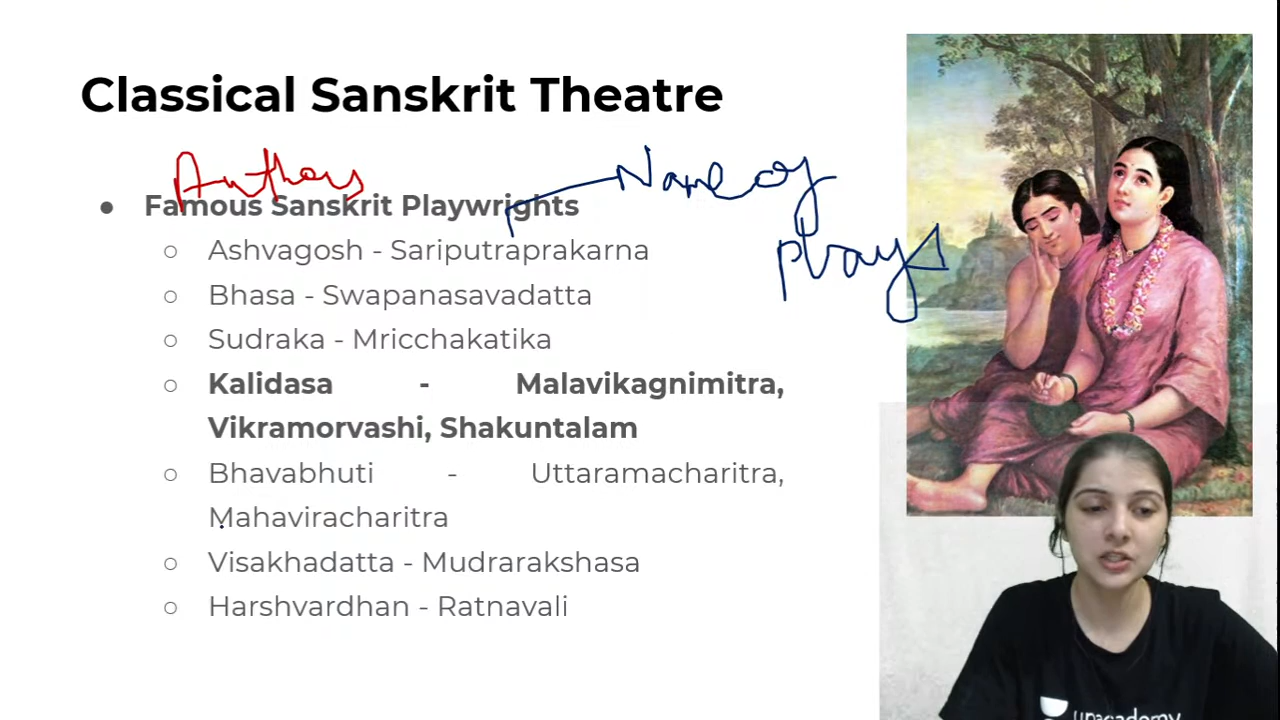 Classical Sanskrit Theatre
Authors
Name of
plays
● Famous Sanskrit Playwrights
○ Ashvagosh - Sariputraprakarna
○ Bhasa - Swapanasavadatta
○ Sudraka - Mricchakatika
○ Kalidasa - Malavikagnimitra,
Vikramorvashi, Shakuntalam
○ Bhavabhuti - Uttaramacharitra,
Mahaviracharitra
○ Visakhadatta - Mudrarakshasa
○ Harshvardhan - Ratnavali
unacademy